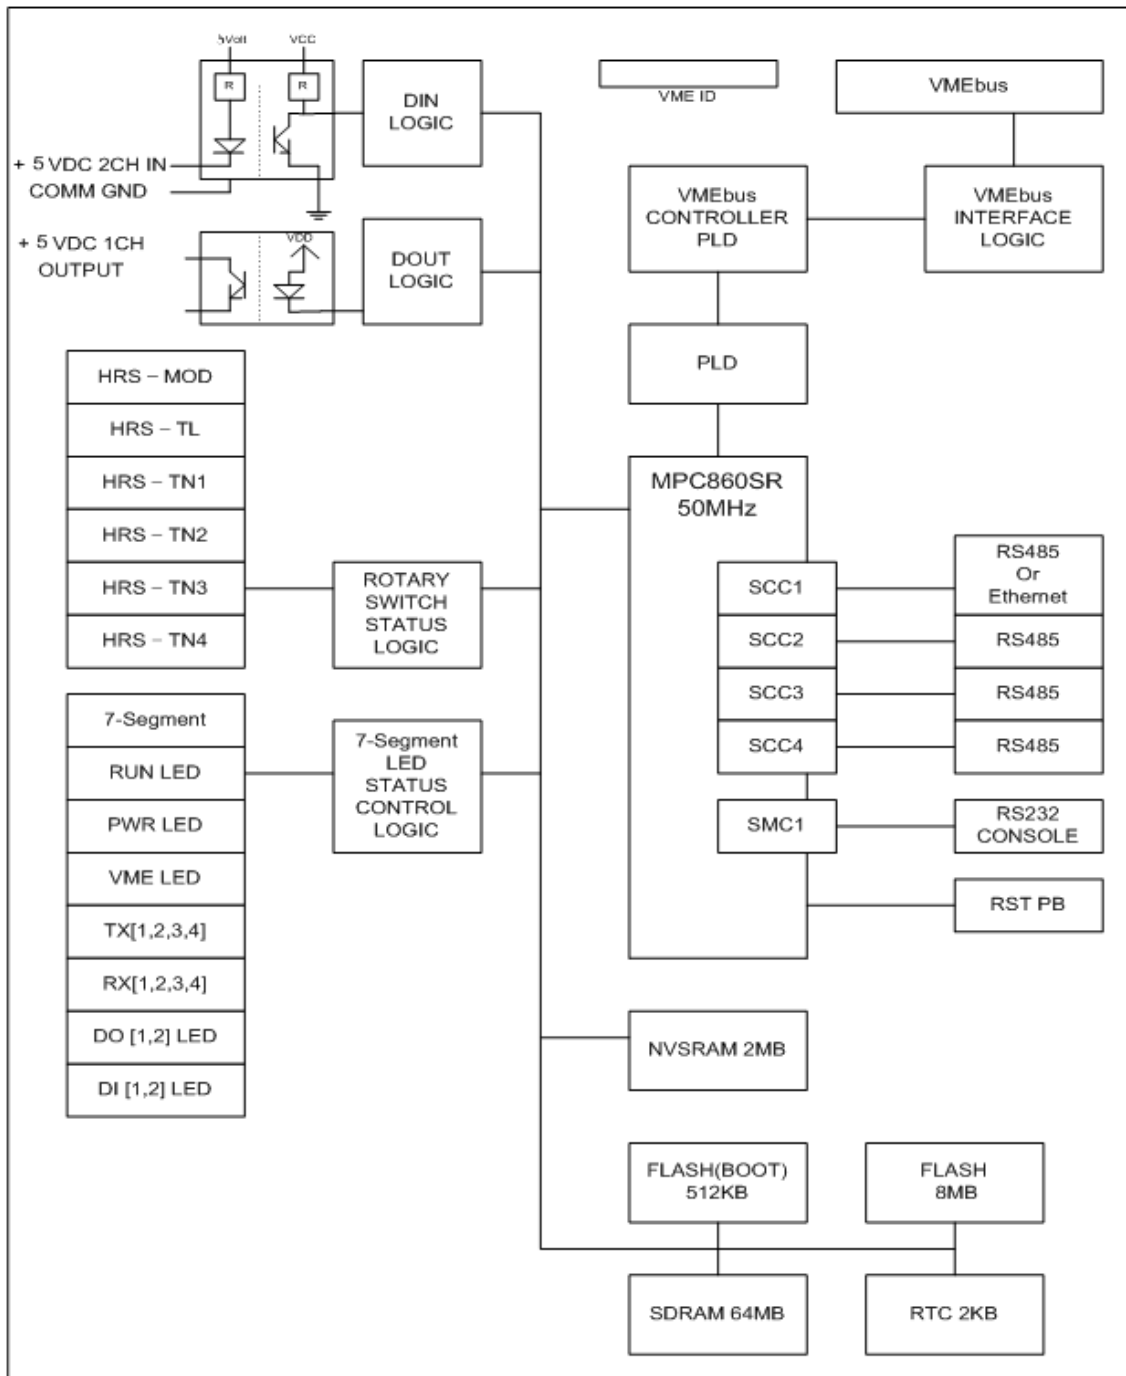 5Volt
VCC
R
R
DIN
LOGIC
+ 5 VDC 2CH IN
COMM GND
+ 5 VDC 1CH
OUTPUT
VDD
DOUT
LOGIC
VME ID
VMEbus
VMEbus
CONTROLLER
PLD
VMEbus
INTERFACE
LOGIC
PLD
HRS – MOD
HRS – TL
HRS – TN1
HRS – TN2
HRS – TN3
HRS – TN4
ROTARY
SWITCH
STATUS
LOGIC
MPC860SR
50MHz
SCC1
SCC2
SCC3
SCC4
SMC1
RS485
Or
Ethernet
RS485
RS485
RS485
RS232
CONSOLE
RST PB
7-Segment
RUN LED
PWR LED
VME LED
TX[1,2,3,4]
RX[1,2,3,4]
DO [1,2] LED
DI [1,2] LED
7-Segment
LED
STATUS
CONTROL
LOGIC
NVSRAM 2MB
FLASH(BOOT)
512KB
FLASH
8MB
SDRAM 64MB
RTC 2KB